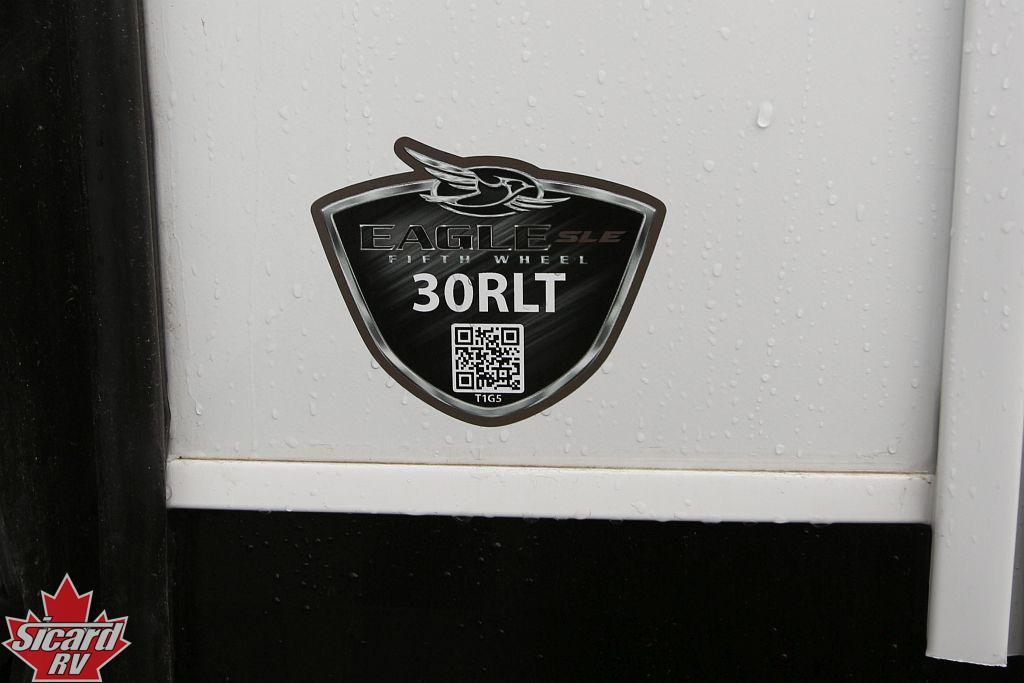 EAGLE SLE
FIFTH WHEEL
30RLT
T1G5
Sicard
RV